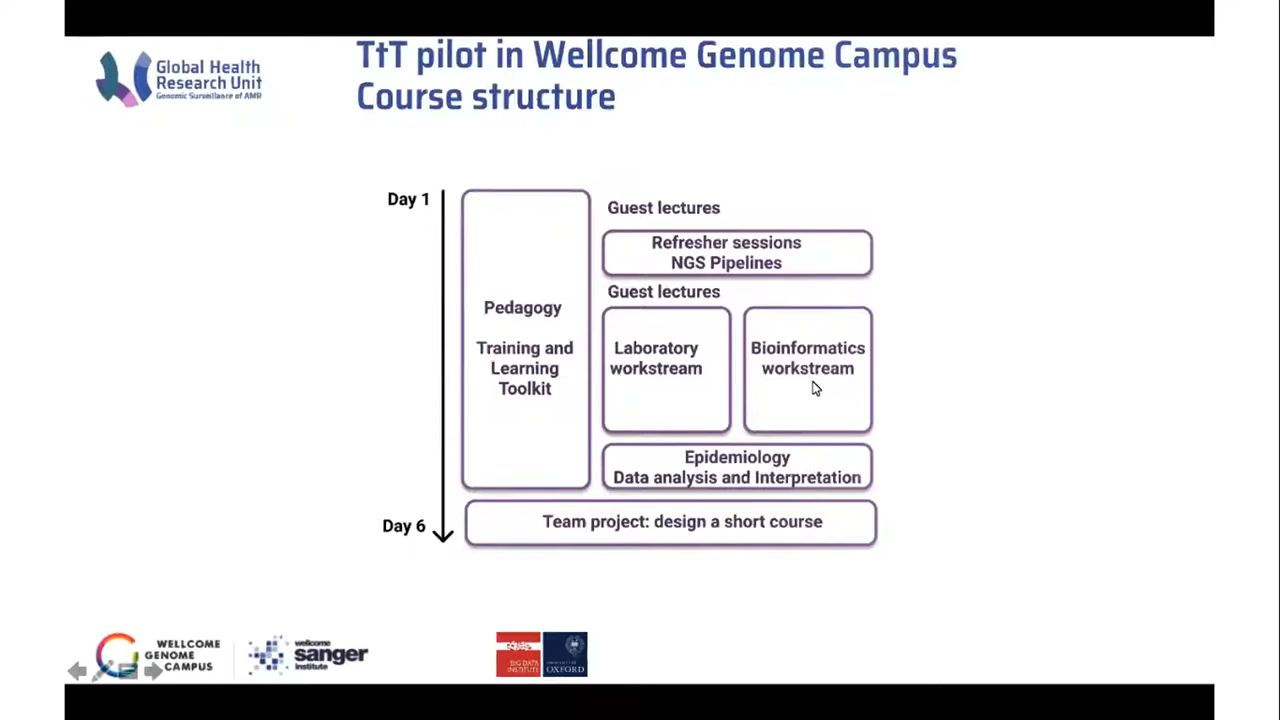 Global Health
Research Unit
Genomic Surveillance of AMR
TtT pilot in Wellcome Genome Campus
Course structure
Day 1
Guest lectures
Refresher sessions
NGS Pipelines
Guest lectures
Pedagogy
Training and
Learning
Toolkit
Laboratory
workstream
Bioinformatics
workstream
Epidemiology
Data analysis and Interpretation
Day 6
Team project: design a short course
WELLCOME
GENOME
CAMPUS
wellcome
sanger
institute
BIG DATA
INSTITUTE
OXFORD